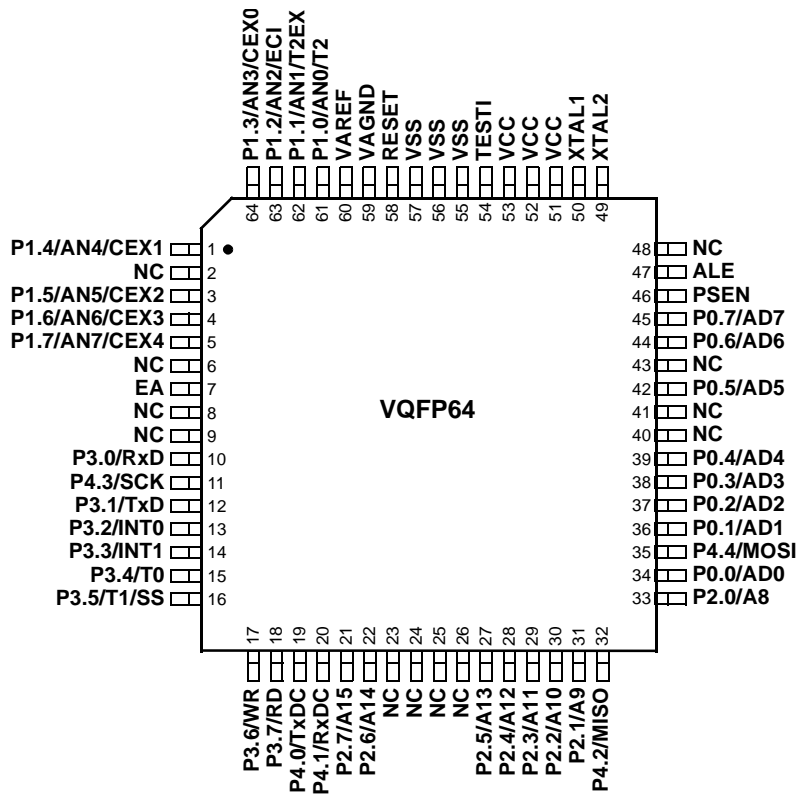 P1.3/AN3/CEX0
P1.2/AN2/ECI
P1.1/AN1/T2EX
P1.0/AN0/T2
VAREF
VAGND
RESET
VSS
VSS
VSS
TESTI
VCC
VCC
VCC
XTAL1
XTAL2
64
63
62
61
60
59
58
57
56
55
54
53
52
51
50
49
P1.4/AN4/CEX1 1
NC 2
P1.5/AN5/CEX2 3
P1.6/AN6/CEX3 4
P1.7/AN7/CEX4 5
NC 6
EA 7
NC 8
NC 9
P3.0/RxD 10
P4.3/SCK 11
P3.1/TxD 12
P3.2/INT0 13
P3.3/INT1 14
P3.4/T0 15
P3.5/T1/SS 16
VQFP64
48 NC
47 ALE
46 PSEN
45 P0.7/AD7
44 P0.6/AD6
43 NC
42 P0.5/AD5
41 NC
40 NC
39 P0.4/AD4
38 P0.3/AD3
37 P0.2/AD2
36 P0.1/AD1
35 P4.4/MOSI
34 P0.0/AD0
33 P2.0/A8
17
18
19
20
21
22
23
24
25
26
27
28
29
30
31
32
P3.6/WR
P3.7/RD
P4.0/TxDC
P4.1/RxDC
P2.7/A15
P2.6/A14
NC
NC
NC
NC
P2.5/A13
P2.4/A12
P2.3/A11
P2.2/A10
P2.1/A9
P4.2/MISO